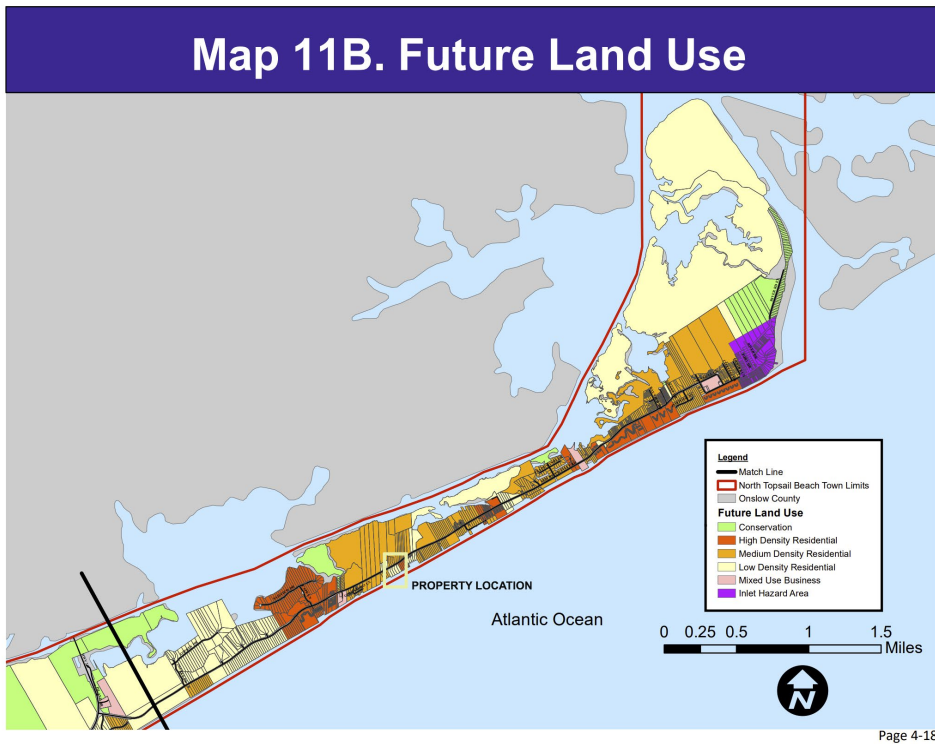 Map 11B. Future Land Use
PROPERTY LOCATION
Atlantic Ocean
Legend
Match Line
North Topsail Beach Town Limits
Onslow County
Future Land Use
Conservation
High Density Residential
Medium Density Residential
Low Density Residential
Mixed Use Business
Inlet Hazard Area
0 0.25 0.5 1 1.5
Miles
N
Page 4-18